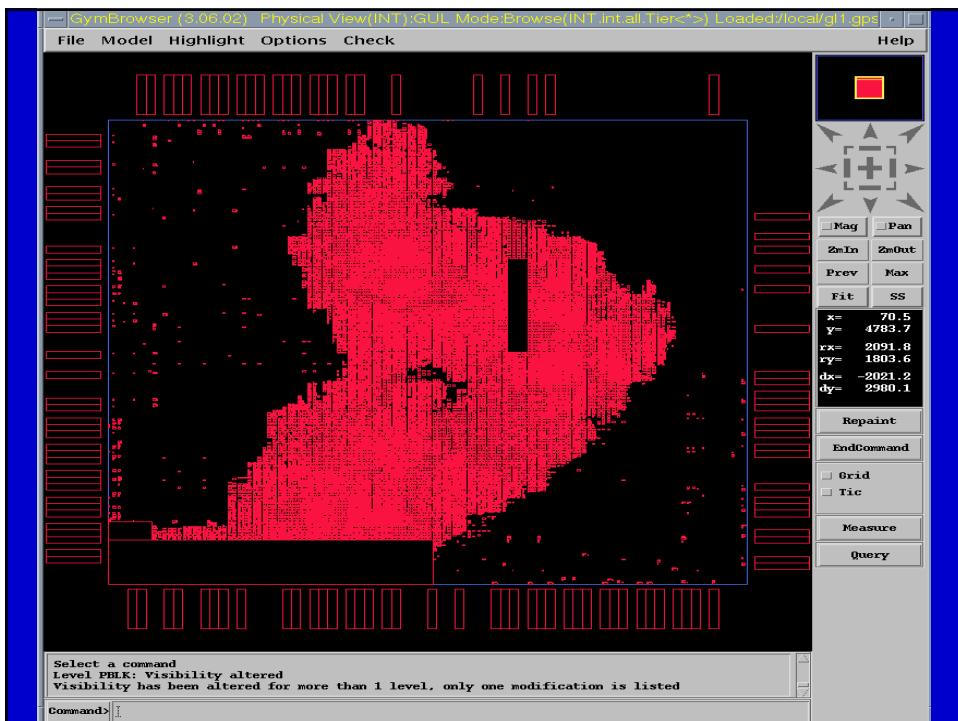 GymBrowser (3.06.02) Physical View(INT):GUL Mode:Browse(INT.int.all.Tier<*>) Loaded:/local/gl1.gps
File Model Highlight Options Check Help
Mag Pan
ZmIn ZmOut
Prev Max
Fit SS
x= 70.5
y= 4783.7
rx= 2091.8
ry= 1803.6
dx= -2021.2
dy= 2980.1
Repaint
EndCommand
Grid
Tic
Measure
Query
Select a command
Level PBLK: Visibility altered
Visibility has been altered for more than 1 level, only one modification is listed
Command>